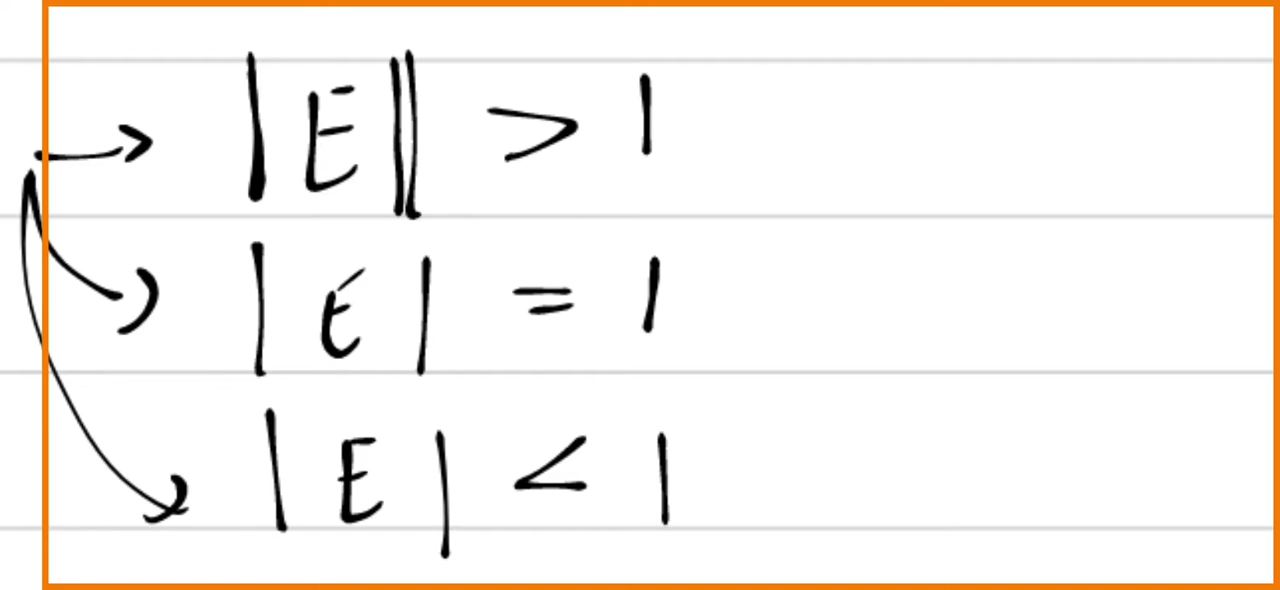 → |E|| > 1
→ |E| = 1
→ |E| < 1